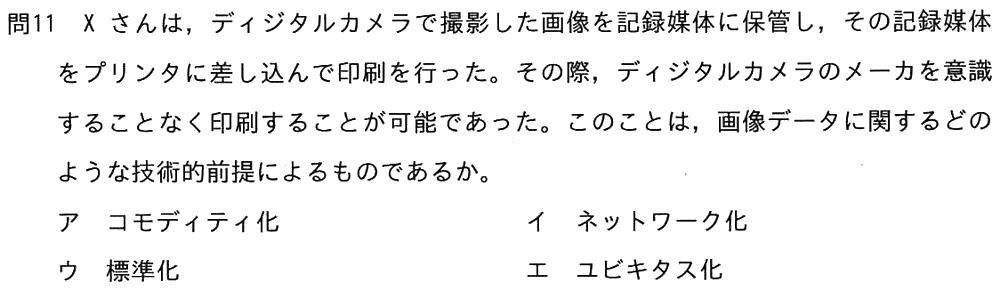 問11 X さんは，ディジタルカメラで撮影した画像を記録媒体に保管し，その記録媒体
をプリンタに差し込んで印刷を行った。その際，ディジタルカメラのメーカを意識
することなく印刷することが可能であった。このことは，画像データに関するどの
ような技術的前提によるものであるか。
ア コモディティ化 イ ネットワーク化
ウ 標準化 エ ユビキタス化